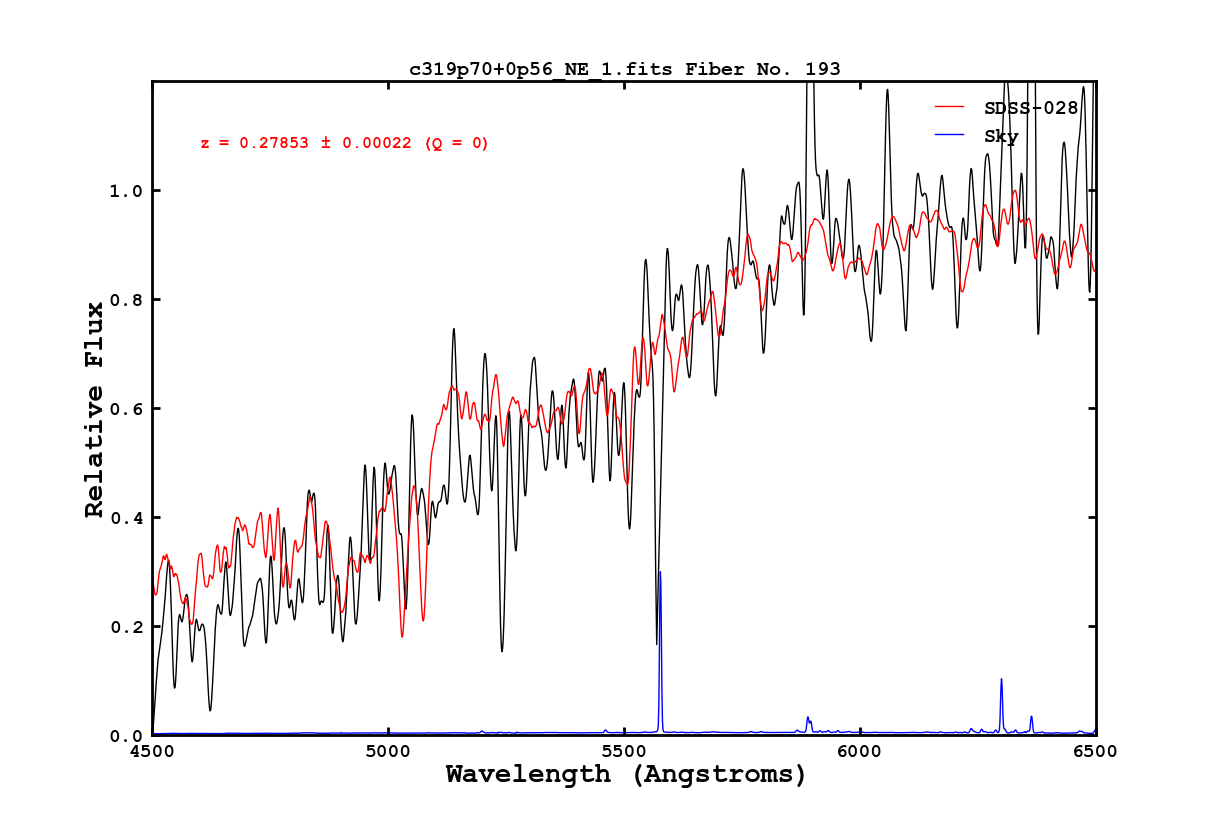 c319p70+0p56_NE_1.fits Fiber No. 193
SDSS-028
Sky
z = 0.27853 ± 0.00022 (Q = 0)
Relative Flux
1.0
0.8
0.6
0.4
0.2
0.0
4500 5000 5500 6000 6500
Wavelength (Angstroms)